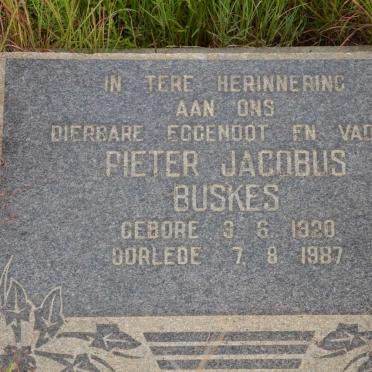 IN TERE HERINNERING
AAN ONS
DIERBARE EGGENOOT EN VAD
PIETER JACOBUS
BUSKES
GEBORE 3 6 1920
OORLEDE 7 8 1987